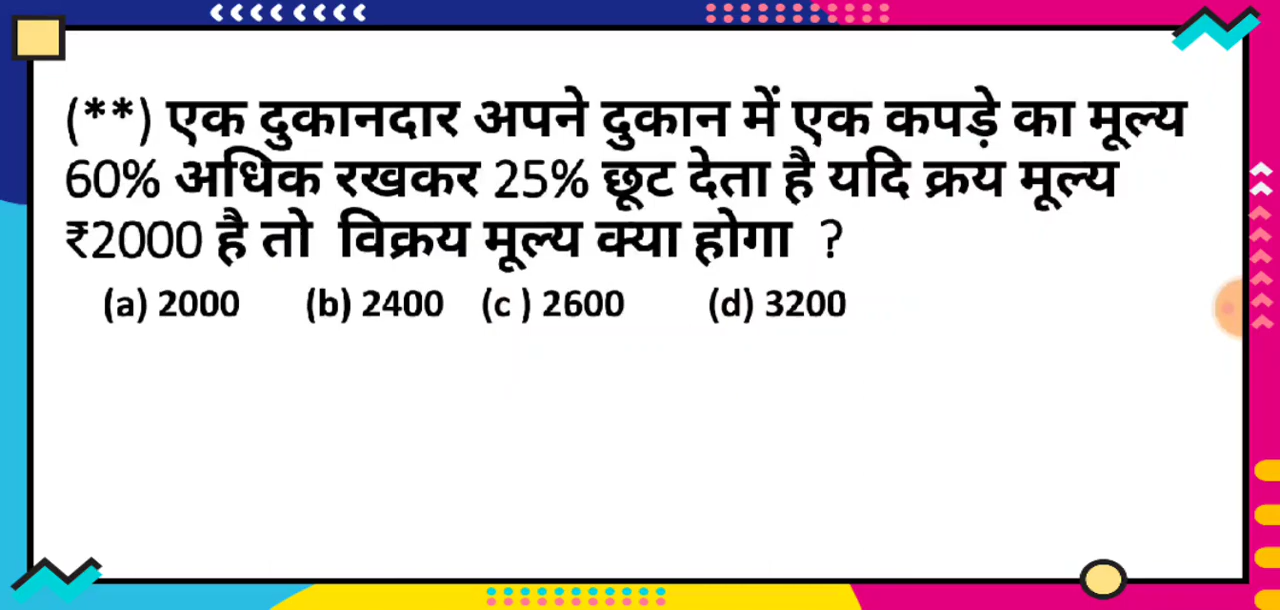 (**) एक दुकानदार अपने दुकान में एक कपड़े का मूल्य
60% अधिक रखकर 25% छूट देता है यदि क्रय मूल्य
₹2000 है तो विक्रय मूल्य क्या होगा ?
(a) 2000 (b) 2400 (c ) 2600 (d) 3200